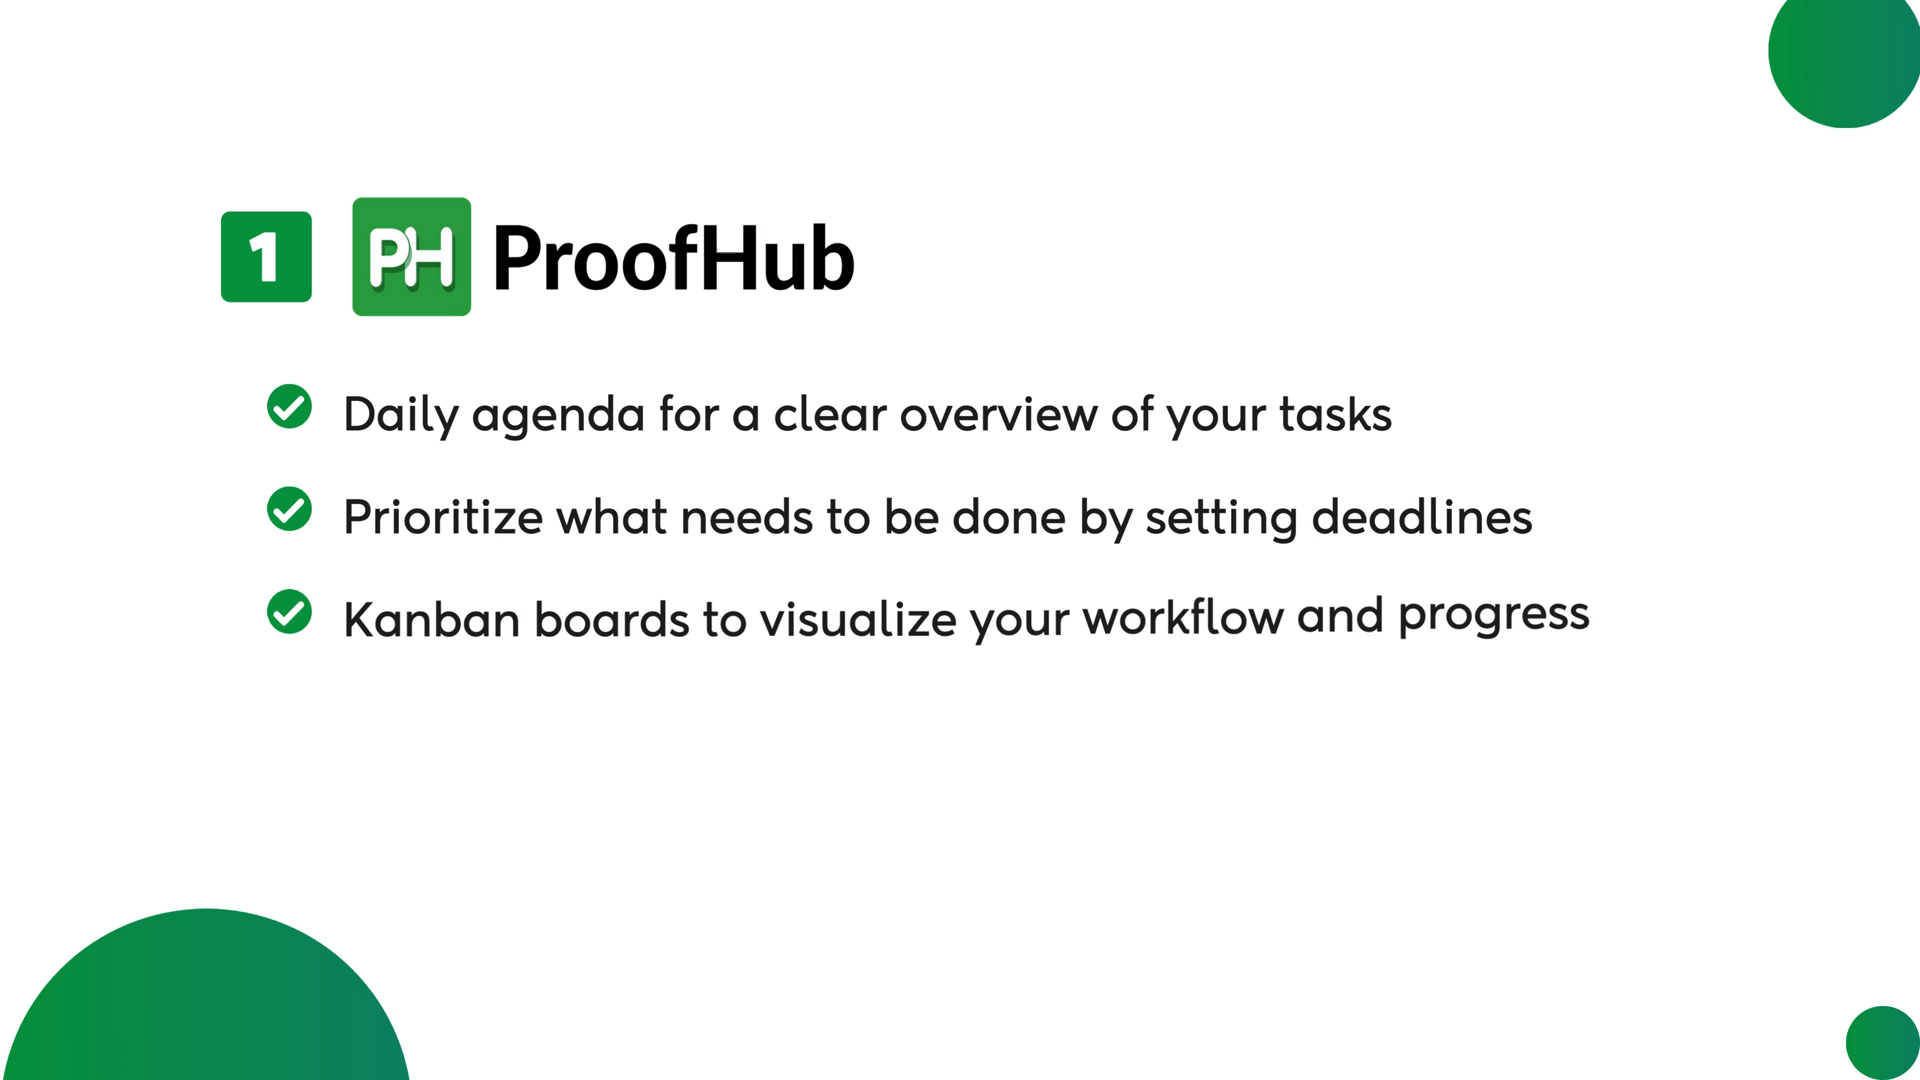 1 PH ProofHub
Daily agenda for a clear overview of your tasks
Prioritize what needs to be done by setting deadlines
Kanban boards to visualize your workflow and progress